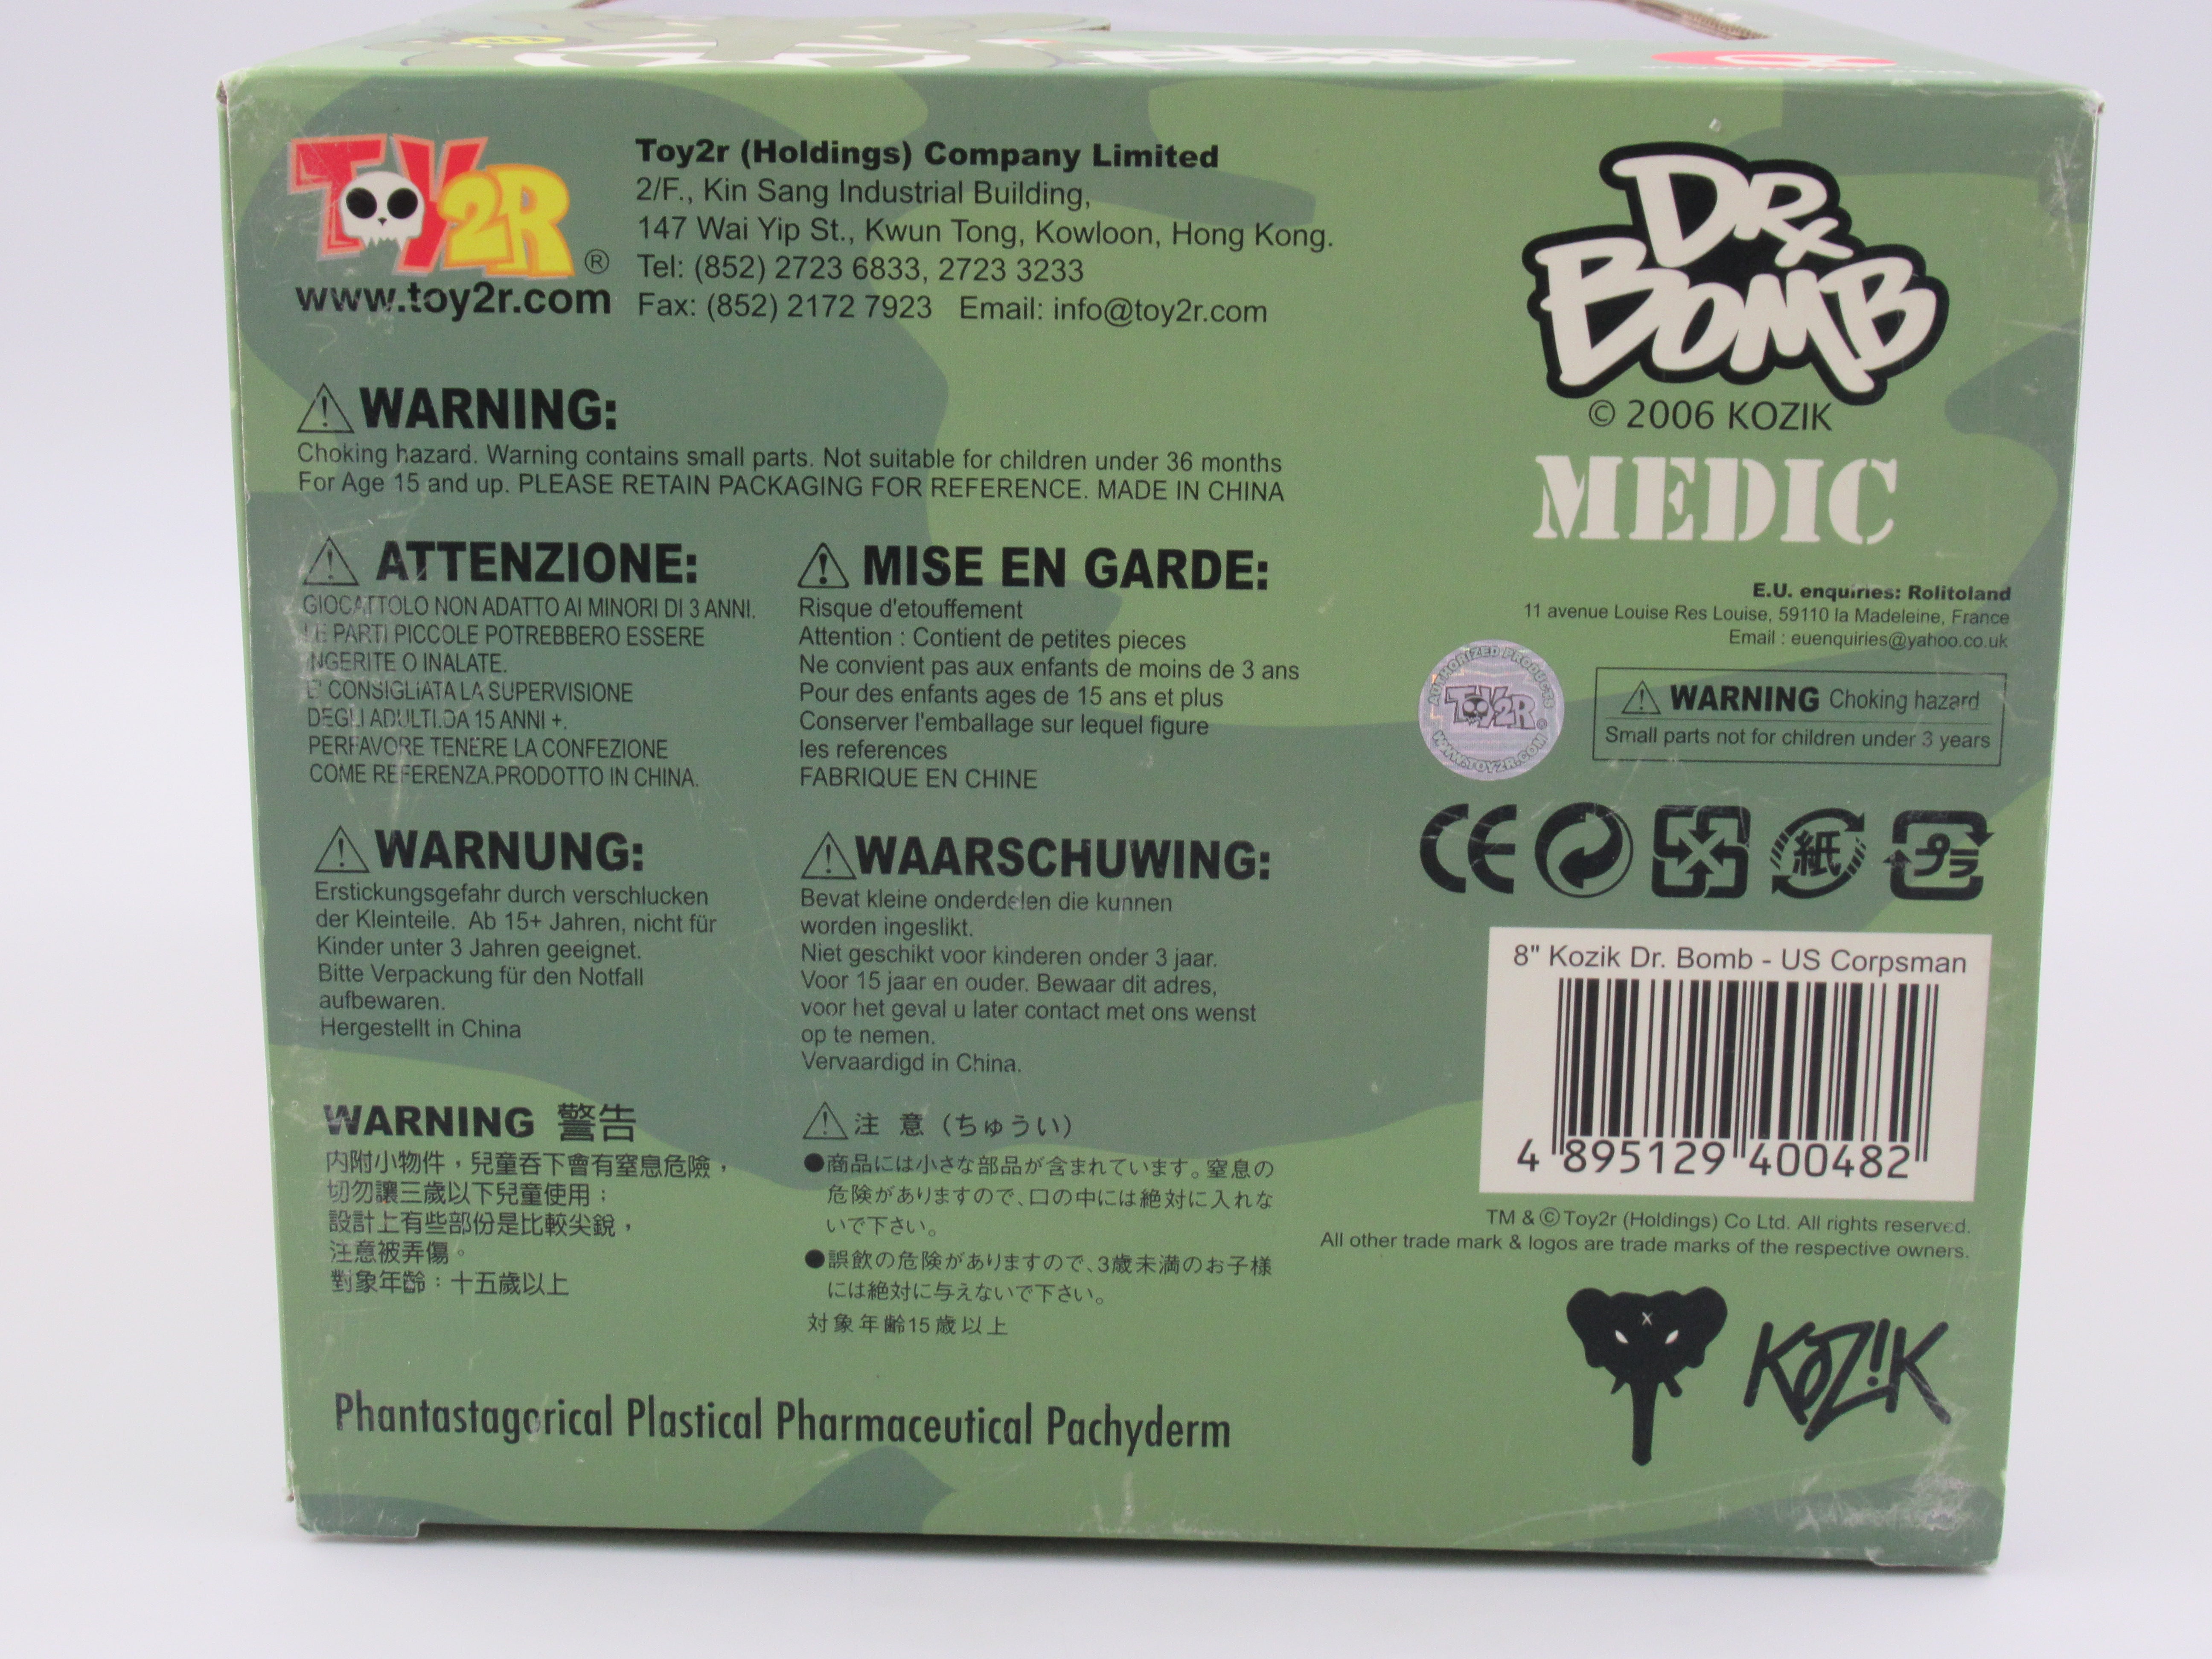 TOY2R ®
www.toy2r.com
Toy2r (Holdings) Company Limited
2/F., Kin Sang Industrial Building,
147 Wai Yip St., Kwun Tong, Kowloon, Hong Kong.
Tel: (852) 2723 6833, 2723 3233
Fax: (852) 2172 7923 Email: info@toy2r.com
DR.
BOMB
© 2006 KOZIK
MEDIC
WARNING:
Choking hazard. Warning contains small parts. Not suitable for children under 36 months
For Age 15 and up. PLEASE RETAIN PACKAGING FOR REFERENCE. MADE IN CHINA
ATTENZIONE:
GIOCATTOLO NON ADATTO AI MINORI DI 3 ANNI.
LE PARTI PICCOLE POTREBBERO ESSERE
INGERITE O INALATE.
E' CONSIGLIATA LA SUPERVISIONE
DEGLI ADULTI.DA 15 ANNI +.
PERFAVORE TENERE LA CONFEZIONE
COME REFERENZA.PRODOTTO IN CHINA.
MISE EN GARDE:
Risque d'etouffement
Attention : Contient de petites pieces
Ne convient pas aux enfants de moins de 3 ans
Pour des enfants ages de 15 ans et plus
Conserver l'emballage sur lequel figure
les references
FABRIQUE EN CHINE
E.U. enquiries: Rolitoland
11 avenue Louise Res Louise, 59110 la Madeleine, France
Email : euenquiries@yahoo.co.uk
AUTHORIZED PRODUCTS
TOY2R ®
WWW.TOY2R.COM
WARNING Choking hazard
Small parts not for children under 3 years
CE 紙 プラ
WARNUNG:
Erstickungsgefahr durch verschlucken
der Kleinteile. Ab 15+ Jahren, nicht für
Kinder unter 3 Jahren geeignet.
Bitte Verpackung für den Notfall
aufbewaren.
Hergestellt in China
WAARSCHUWING:
Bevat kleine onderdelen die kunnen
worden ingeslikt.
Niet geschikt voor kinderen onder 3 jaar.
Voor 15 jaar en ouder. Bewaar dit adres,
voor het geval u later contact met ons wenst
op te nemen.
Vervaardigd in China.
8" Kozik Dr. Bomb - US Corpsman
4 895129 400482
WARNING 警告
內附小物件，兒童吞下會有窒息危險，
切勿讓三歲以下兒童使用；
設計上有些部份是比較尖銳，
注意被弄傷。
對象年齡：十五歲以上
注 意（ちゅうい）
●商品には小さな部品が含まれています。窒息の
危険がありますので、口の中には絶対に入れな
いで下さい。
●誤飲の危険がありますので、3歳未満のお子様
には絶対に与えないで下さい。
対象年齢15歳以上
TM & © Toy2r (Holdings) Co Ltd. All rights reserved.
All other trade mark & logos are trade marks of the respective owners.
KOZ!K
Phantastagorical Plastical Pharmaceutical Pachyderm